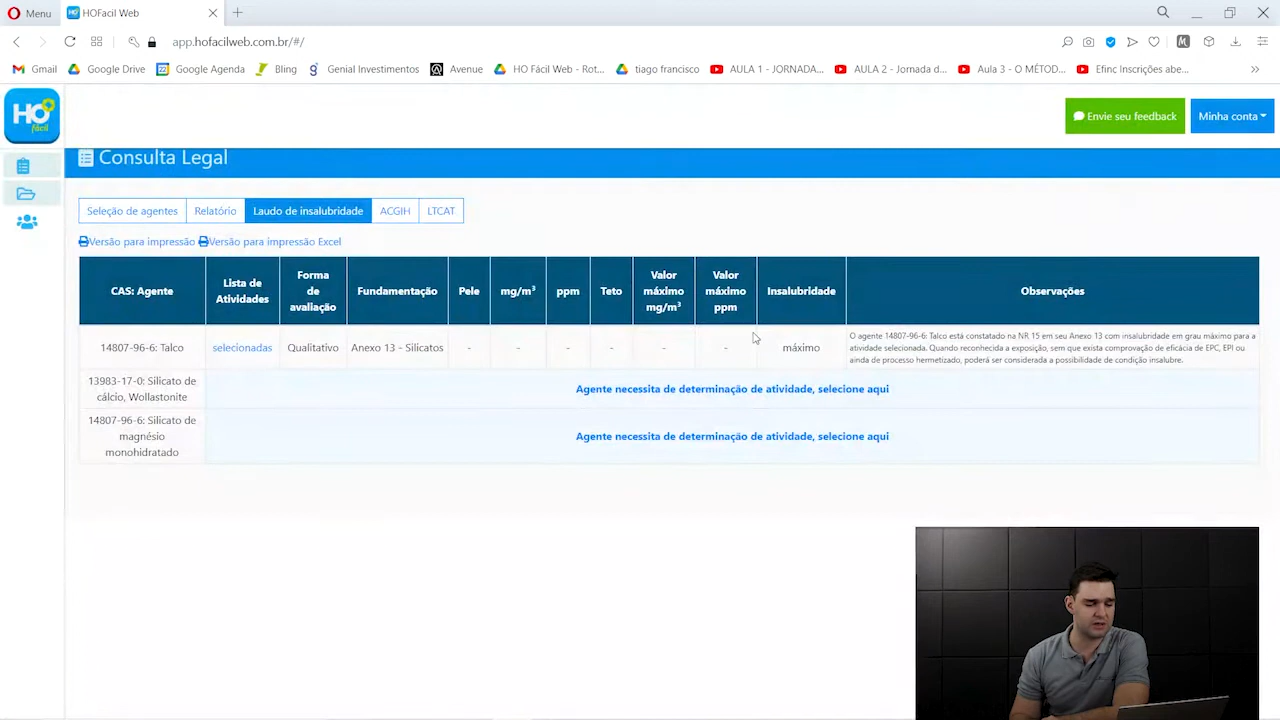 Menu
HOFacil Web
app.hofacilweb.com.br/#/
Gmail
Google Drive
Google Agenda
Bling
Genial Investimentos
Avenue
HO Fácil Web - Rot...
tiago francisco
AULA 1 - JORNADA...
AULA 2 - Jornada d...
Aula 3 - O MÉTOD...
Efinc Inscrições abe...
HO
fácil
Envie seu feedback
Minha conta
Consulta Legal
Seleção de agentes
Relatório
Laudo de insalubridade
ACGIH
LTCAT
Versão para impressão
Versão para impressão Excel
CAS: Agente
Lista de
Atividades
Forma
de
avaliação
Fundamentação
Pele
mg/m³
ppm
Teto
Valor
máximo
mg/m³
Valor
máximo
ppm
Insalubridade
Observações
14807-96-6: Talco
selecionadas
Qualitativo
Anexo 13 - Silicatos
-
-
-
-
-
-
máximo
O agente 14807-96-6: Talco está constatado na NR 15 em seu Anexo 13 com insalubridade em grau máximo para a
atividade selecionada. Quando reconhecida a exposição, sem que exista comprovação de eficácia de EPC, EPI ou
ainda de processo hermetizado, poderá ser considerada a possibilidade de condição insalubre.
13983-17-0: Silicato de
cálcio, Wollastonite
Agente necessita de determinação de atividade, selecione aqui
14807-96-6: Silicato de
magnésio
monohidratado
Agente necessita de determinação de atividade, selecione aqui